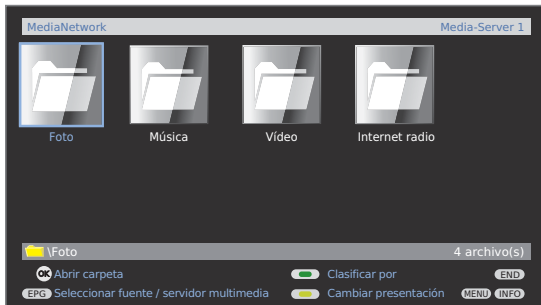 MediaNetwork Media-Server 1
Foto Música Vídeo Internet radio
\Foto 4 archivo(s)
OK Abrir carpeta Clasificar por END
EPG Seleccionar fuente / servidor multimedia Cambiar presentación MENU INFO